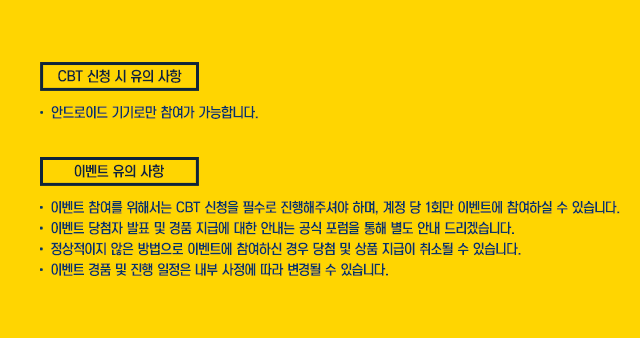 CBT 신청 시 유의 사항
• 안드로이드 기기로만 참여가 가능합니다.
이벤트 유의 사항
• 이벤트 참여를 위해서는 CBT 신청을 필수로 진행해주셔야 하며, 계정 당 1회만 이벤트에 참여하실 수 있습니다.
• 이벤트 당첨자 발표 및 경품 지급에 대한 안내는 공식 포럼을 통해 별도 안내 드리겠습니다.
• 정상적이지 않은 방법으로 이벤트에 참여하신 경우 당첨 및 상품 지급이 취소될 수 있습니다.
• 이벤트 경품 및 진행 일정은 내부 사정에 따라 변경될 수 있습니다.